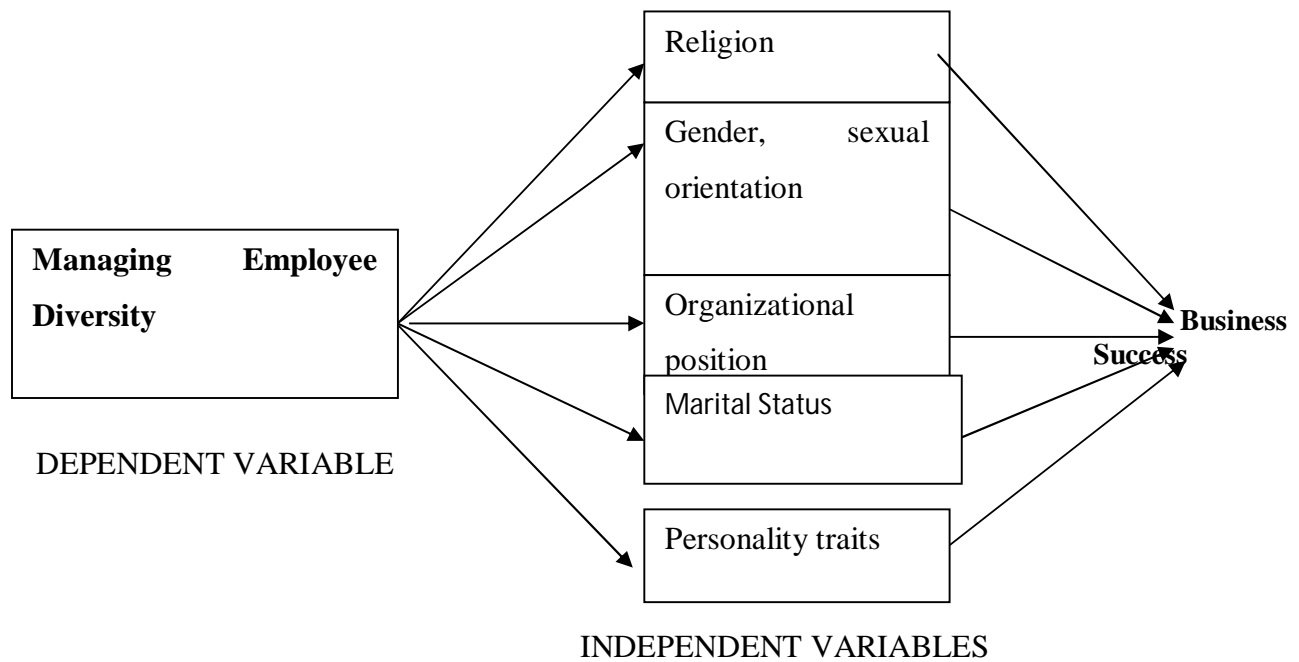 Religion
Gender, sexual
orientation
Managing Employee
Diversity
Organizational
position
Business
Success
Marital Status
DEPENDENT VARIABLE
Personality traits
INDEPENDENT VARIABLES